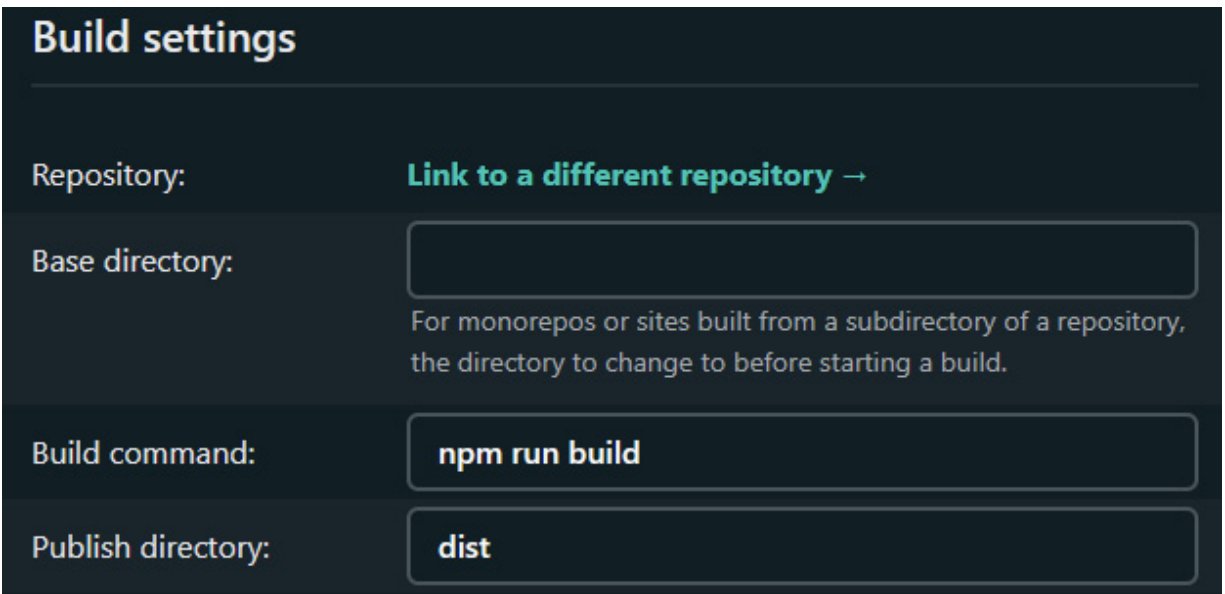 Build settings
Repository:
Link to a different repository →
Base directory:
For monorepos or sites built from a subdirectory of a repository,
the directory to change to before starting a build.
Build command:
npm run build
Publish directory:
dist